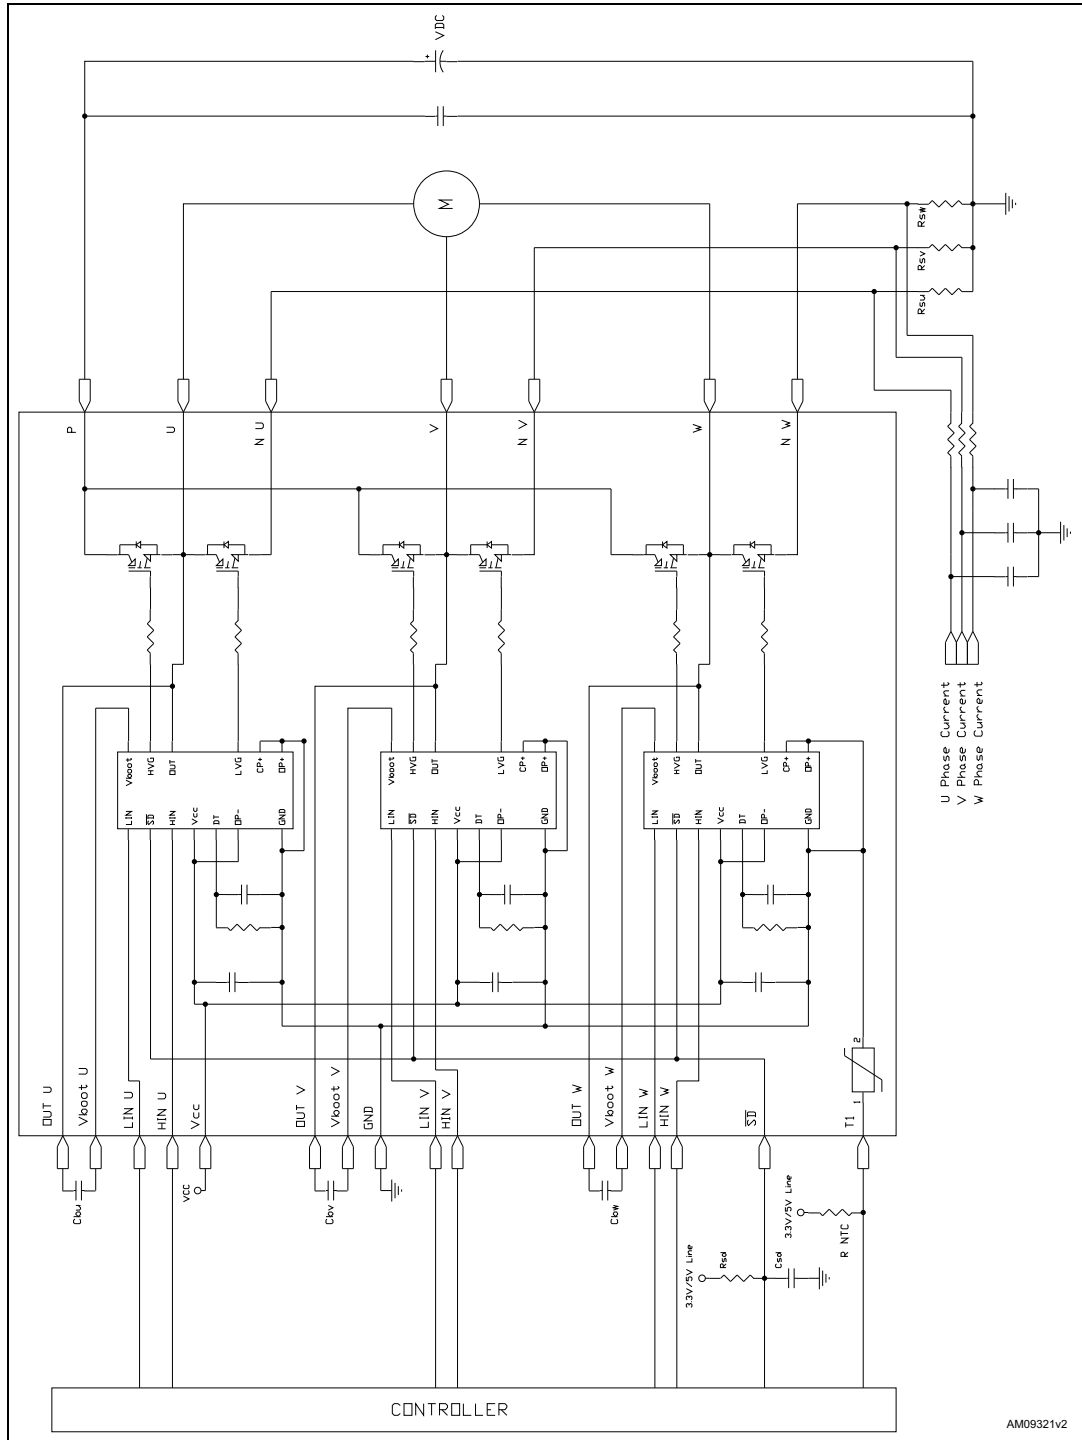 VDC
+
M
Rsw
Rsv
Rsu
P
U
N U
V
N V
W
N W
U Phase Current
V Phase Current
W Phase Current
Vboot
HVG
OUT
LVG
CP+
OP+
LIN
SD
HIN
Vcc
DT
OP-
GND
Vboot
HVG
OUT
LVG
CP+
OP+
LIN
SD
HIN
Vcc
DT
OP-
GND
Vboot
HVG
OUT
LVG
CP+
OP+
LIN
SD
HIN
Vcc
DT
OP-
GND
2
1
OUT U
Vboot U
LIN U
HIN U
Vcc
OUT V
Vboot V
GND
LIN V
HIN V
OUT W
Vboot W
LIN W
HIN W
SD
T1
Cbu
VCC
Cbv
Cbw
3.3V/5V Line
Rsd
Csd
3.3V/5V Line
R NTC
CONTROLLER
AM09321v2